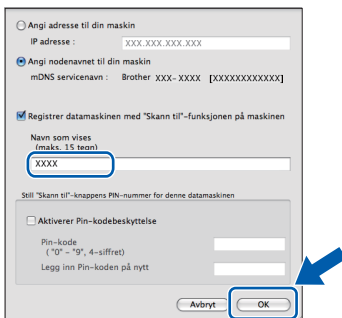 Angi adresse til din maskin
IP adresse : XXX.XXX.XXX.XXX
Angi nodenavnet til din maskin
mDNS servicenavn : Brother XXX-XXXX [XXXXXXXXXXXX]
Registrer datamaskinen med "Skann til"-funksjonen på maskinen
Navn som vises
(maks. 15 tegn)
XXXX
Still "Skann til"-knappens PIN-nummer for denne datamaskinen
Aktiverer Pin-kodebeskyttelse
Pin-kode
( "0" - "9", 4-siffret)
Legg inn Pin-koden på nytt
Avbryt OK